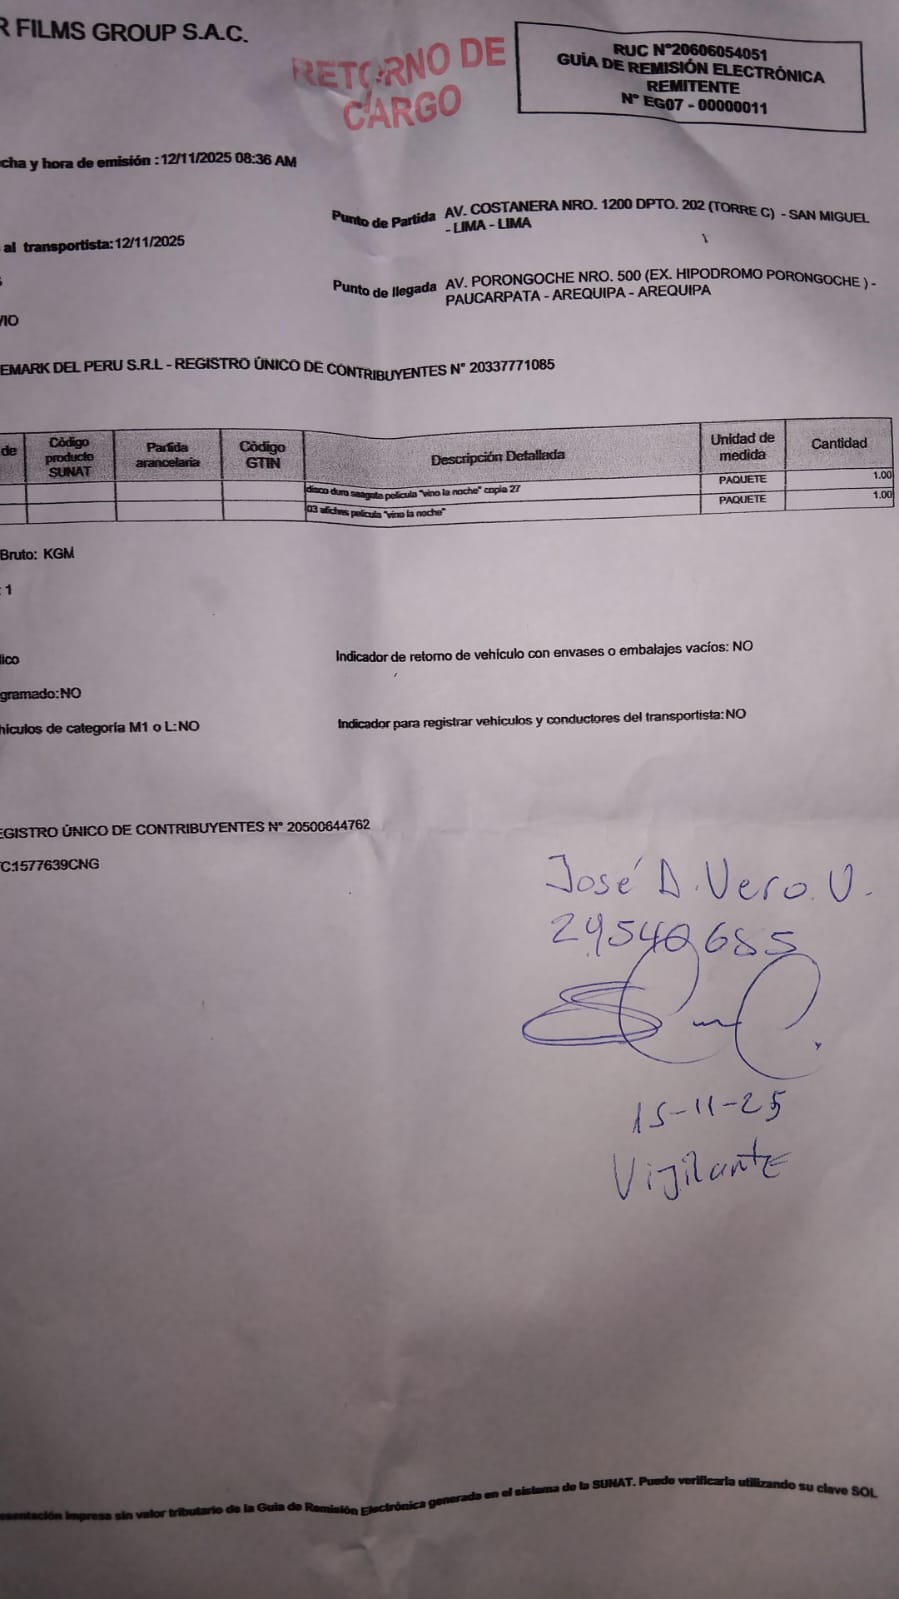 R FILMS GROUP S.A.C.
RETORNO DE
CARGO
RUC N°20606054051
GUÍA DE REMISIÓN ELECTRÓNICA
REMITENTE
N° EG07 - 00000011
cha y hora de emisión : 12/11/2025 08:36 AM
Punto de Partida AV. COSTANERA NRO. 1200 DPTO. 202 (TORRE C) - SAN MIGUEL
- LIMA - LIMA
al transportista: 12/11/2025
Punto de llegada AV. PORONGOCHE NRO. 500 (EX. HIPODROMO PORONGOCHE ) -
PAUCARPATA - AREQUIPA - AREQUIPA
VIO
EMARK DEL PERU S.R.L - REGISTRO ÚNICO DE CONTRIBUYENTES N° 20337771085
de Código producto SUNAT Partida arancelaria Código GTIN Descripción Detallada Unidad de medida Cantidad
disco duro seagate pelicula "vino la noche" copia 27 PAQUETE 1.00
03 afiches pelicula "vino la noche" PAQUETE 1.00
Bruto: KGM
: 1
lico
Indicador de retorno de vehículo con envases o embalajes vacíos: NO
gramado: NO
hículos de categoría M1 o L: NO
Indicador para registrar vehículos y conductores del transportista: NO
EGISTRO ÚNICO DE CONTRIBUYENTES N° 20500644762
C1577639CNG
José D. Vero. V.
29540685
15-11-25
Vijilante
esentación impresa sin valor tributario de la Guia de Remisión Electrónica generada en el sistema de la SUNAT. Puede verificarla utilizando su clave SOL